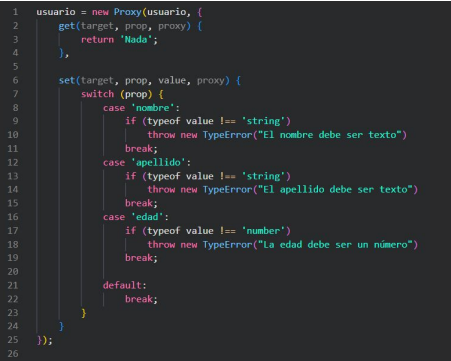 1 usuario = new Proxy(usuario, {
2     get(target, prop, proxy) {
3         return 'Nada';
4     },
5
6     set(target, prop, value, proxy) {
7         switch (prop) {
8             case 'nombre':
9                 if (typeof value !== 'string')
10                     throw new TypeError("El nombre debe ser texto")
11                 break;
12             case 'apellido':
13                 if (typeof value !== 'string')
14                     throw new TypeError("El apellido debe ser texto")
15                 break;
16             case 'edad':
17                 if (typeof value !== 'number')
18                     throw new TypeError("La edad debe ser un número")
19                 break;
20
21             default:
22                 break;
23         }
24     }
25 });
26